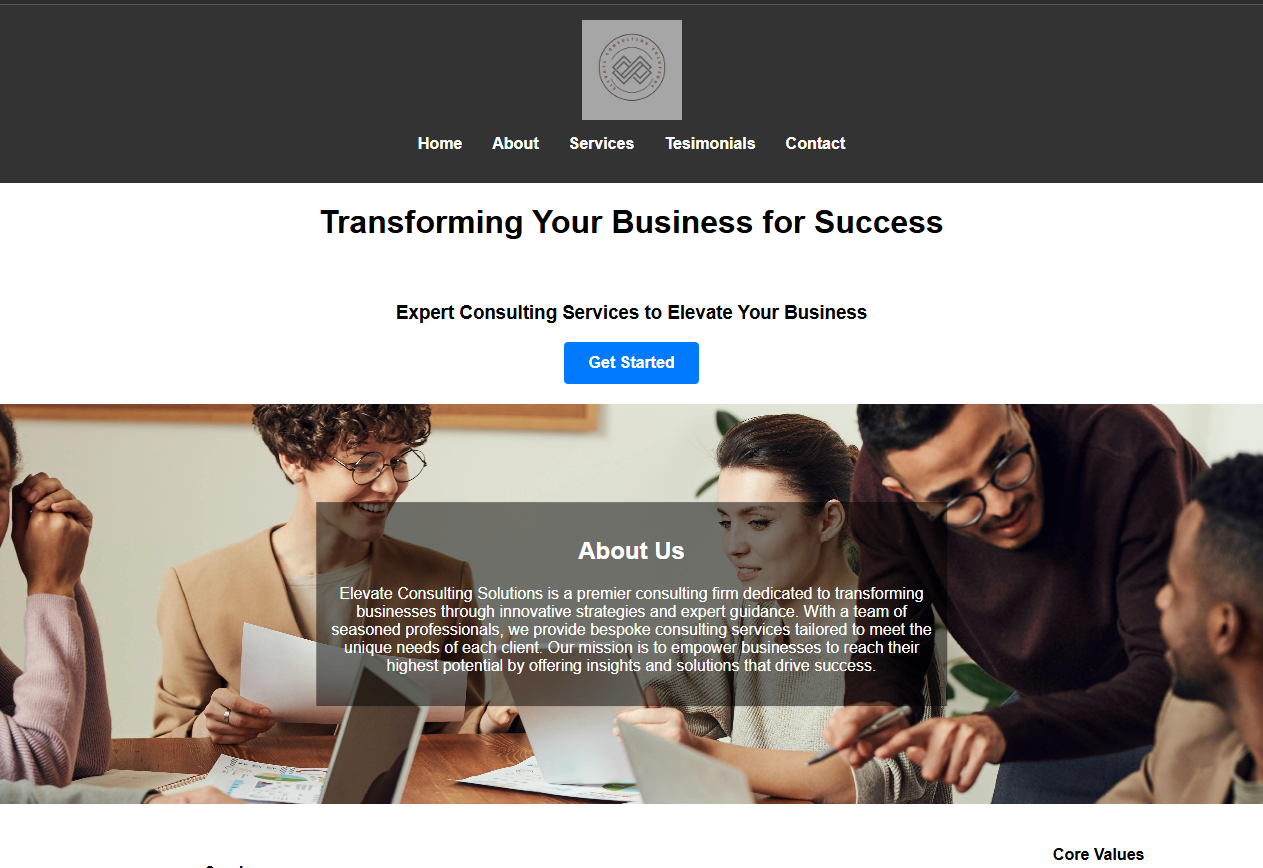 ELEVATE CONSULTING SOLUTIONS
Home About Services Tesimonials Contact
Transforming Your Business for Success
Expert Consulting Services to Elevate Your Business
Get Started
About Us
Elevate Consulting Solutions is a premier consulting firm dedicated to transforming
businesses through innovative strategies and expert guidance. With a team of
seasoned professionals, we provide bespoke consulting services tailored to meet the
unique needs of each client. Our mission is to empower businesses to reach their
highest potential by offering insights and solutions that drive success.
Core Values